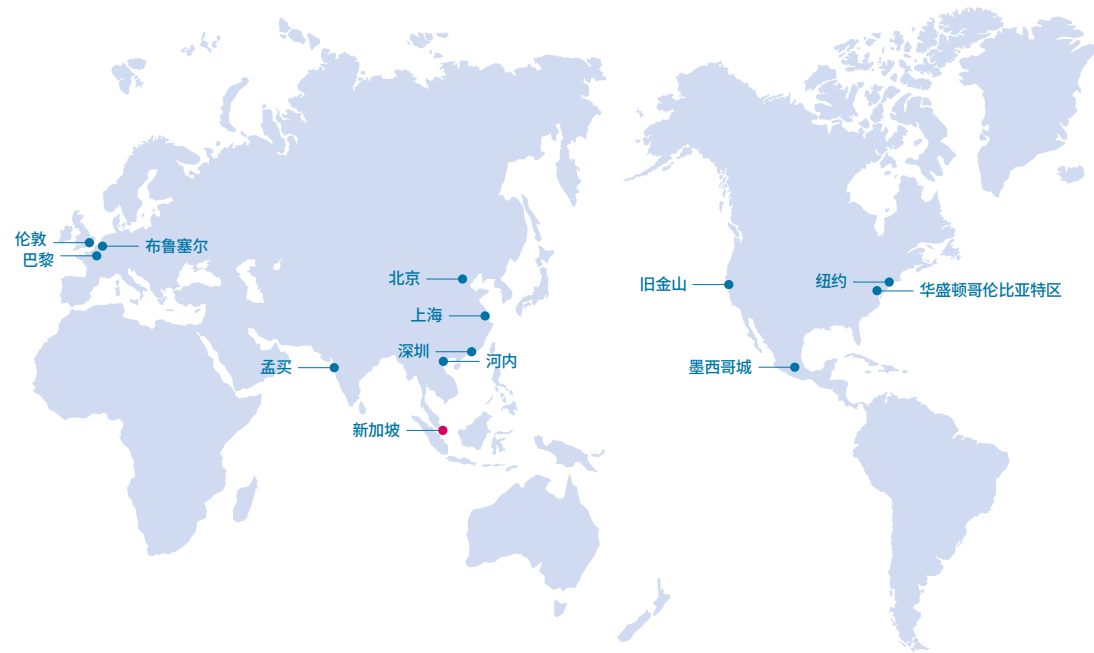 伦敦
布鲁塞尔
巴黎
北京
上海
深圳
河内
孟买
新加坡
旧金山
纽约
华盛顿哥伦比亚特区
墨西哥城